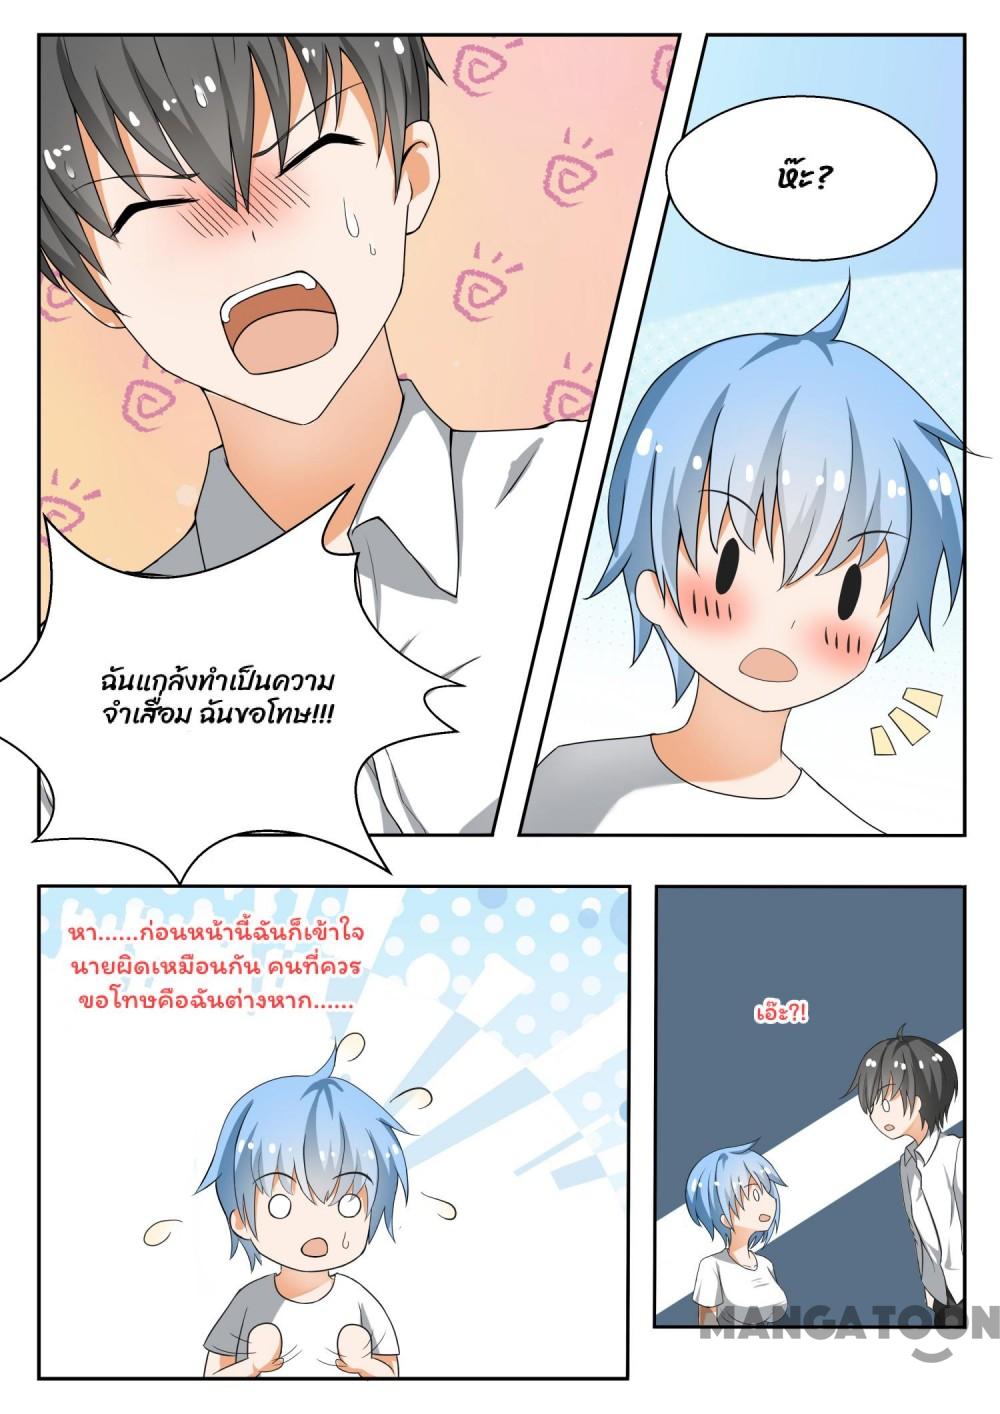 ฉันแกล้งทำเป็นความ
จำเสื่อม ฉันขอโทษ!!!
ห๊ะ?
หา......ก่อนหน้านี้ฉันก็เข้าใจ
นายผิดเหมือนกัน คนที่ควร
ขอโทษคือฉันต่างหาก......
เอ๊ะ?!
MANGATOON